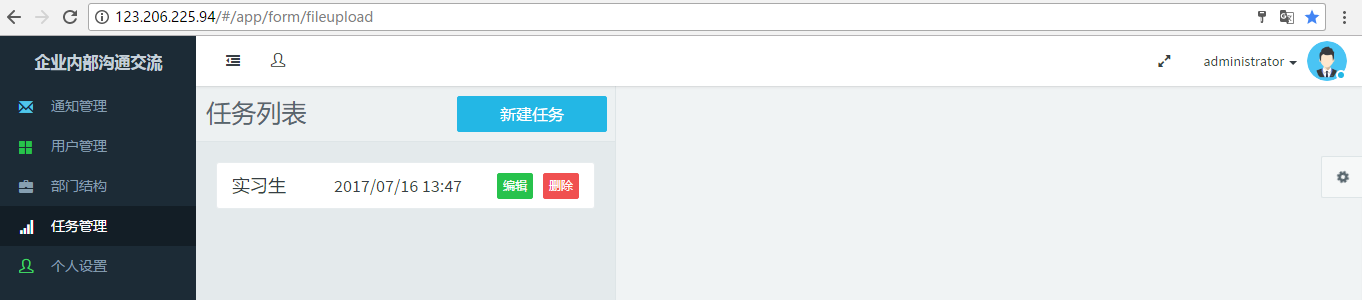 123.206.225.94/#/app/form/fileupload
企业内部沟通交流
administrator
通知管理
用户管理
部门结构
任务管理
个人设置
任务列表
新建任务
实习生 2017/07/16 13:47 编辑 删除